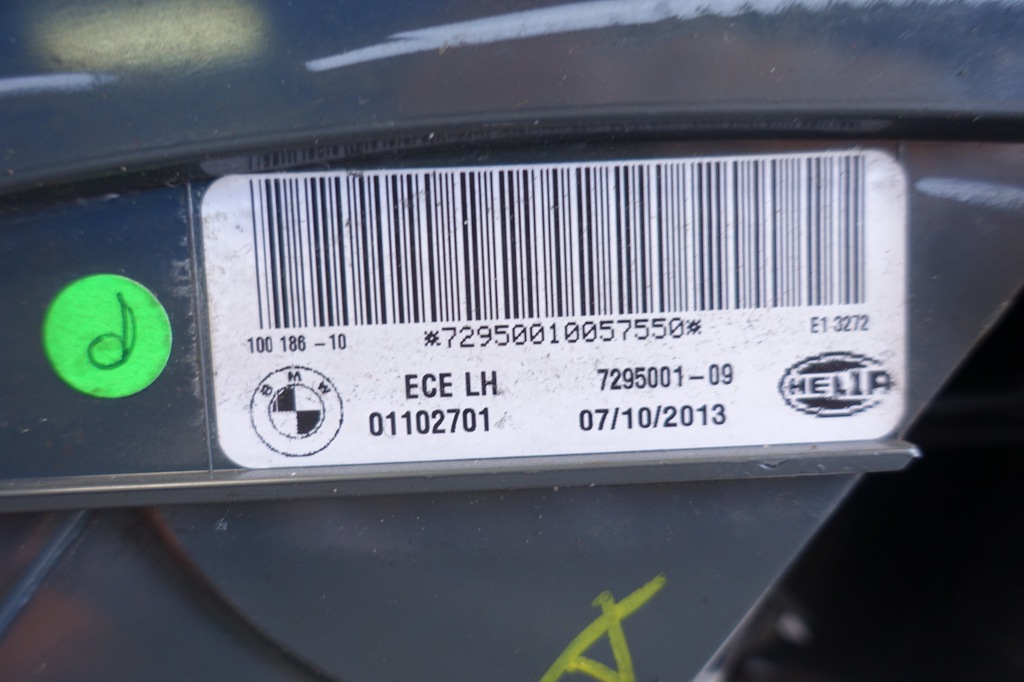 *72950010057550*
100 186 -10
E1 3272
BMW
ECE LH
7295001-09
HELLA
01102701
07/10/2013